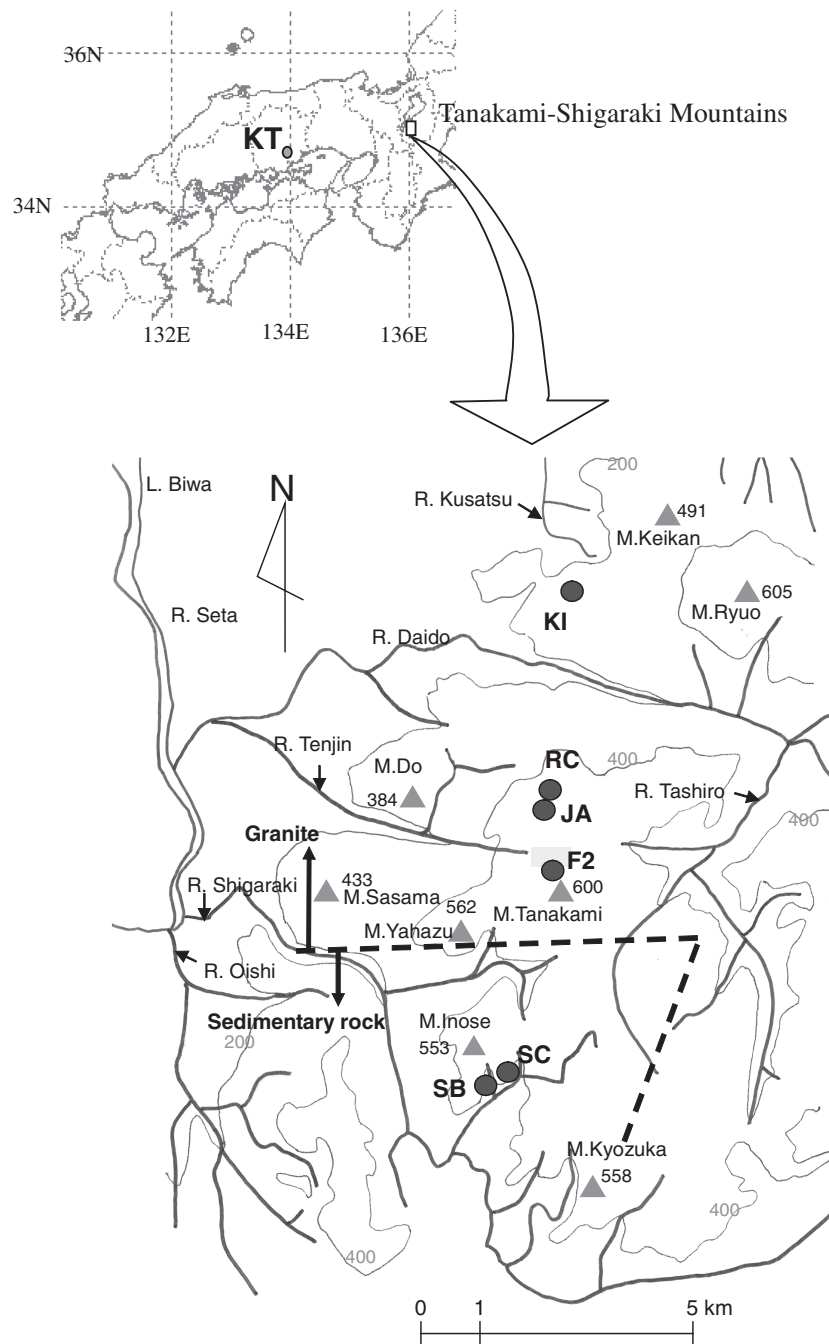 36N
Tanakami-Shigaraki Mountains
KT
34N
132E
134E
136E
200
L. Biwa
N
R. Kusatsu
491
M.Keikan
605
M.Ryuo
KI
R. Seta
R. Daido
R. Tenjin
M.Do
384
RC
400
JA
R. Tashiro
400
Granite
F2
433
M.Sasama
600
M.Tanakami
R. Shigaraki
562
M.Yahazu
R. Oishi
Sedimentary rock
200
M.Inose
553
SC
SB
M.Kyozuka
558
400
400
0 1 5 km